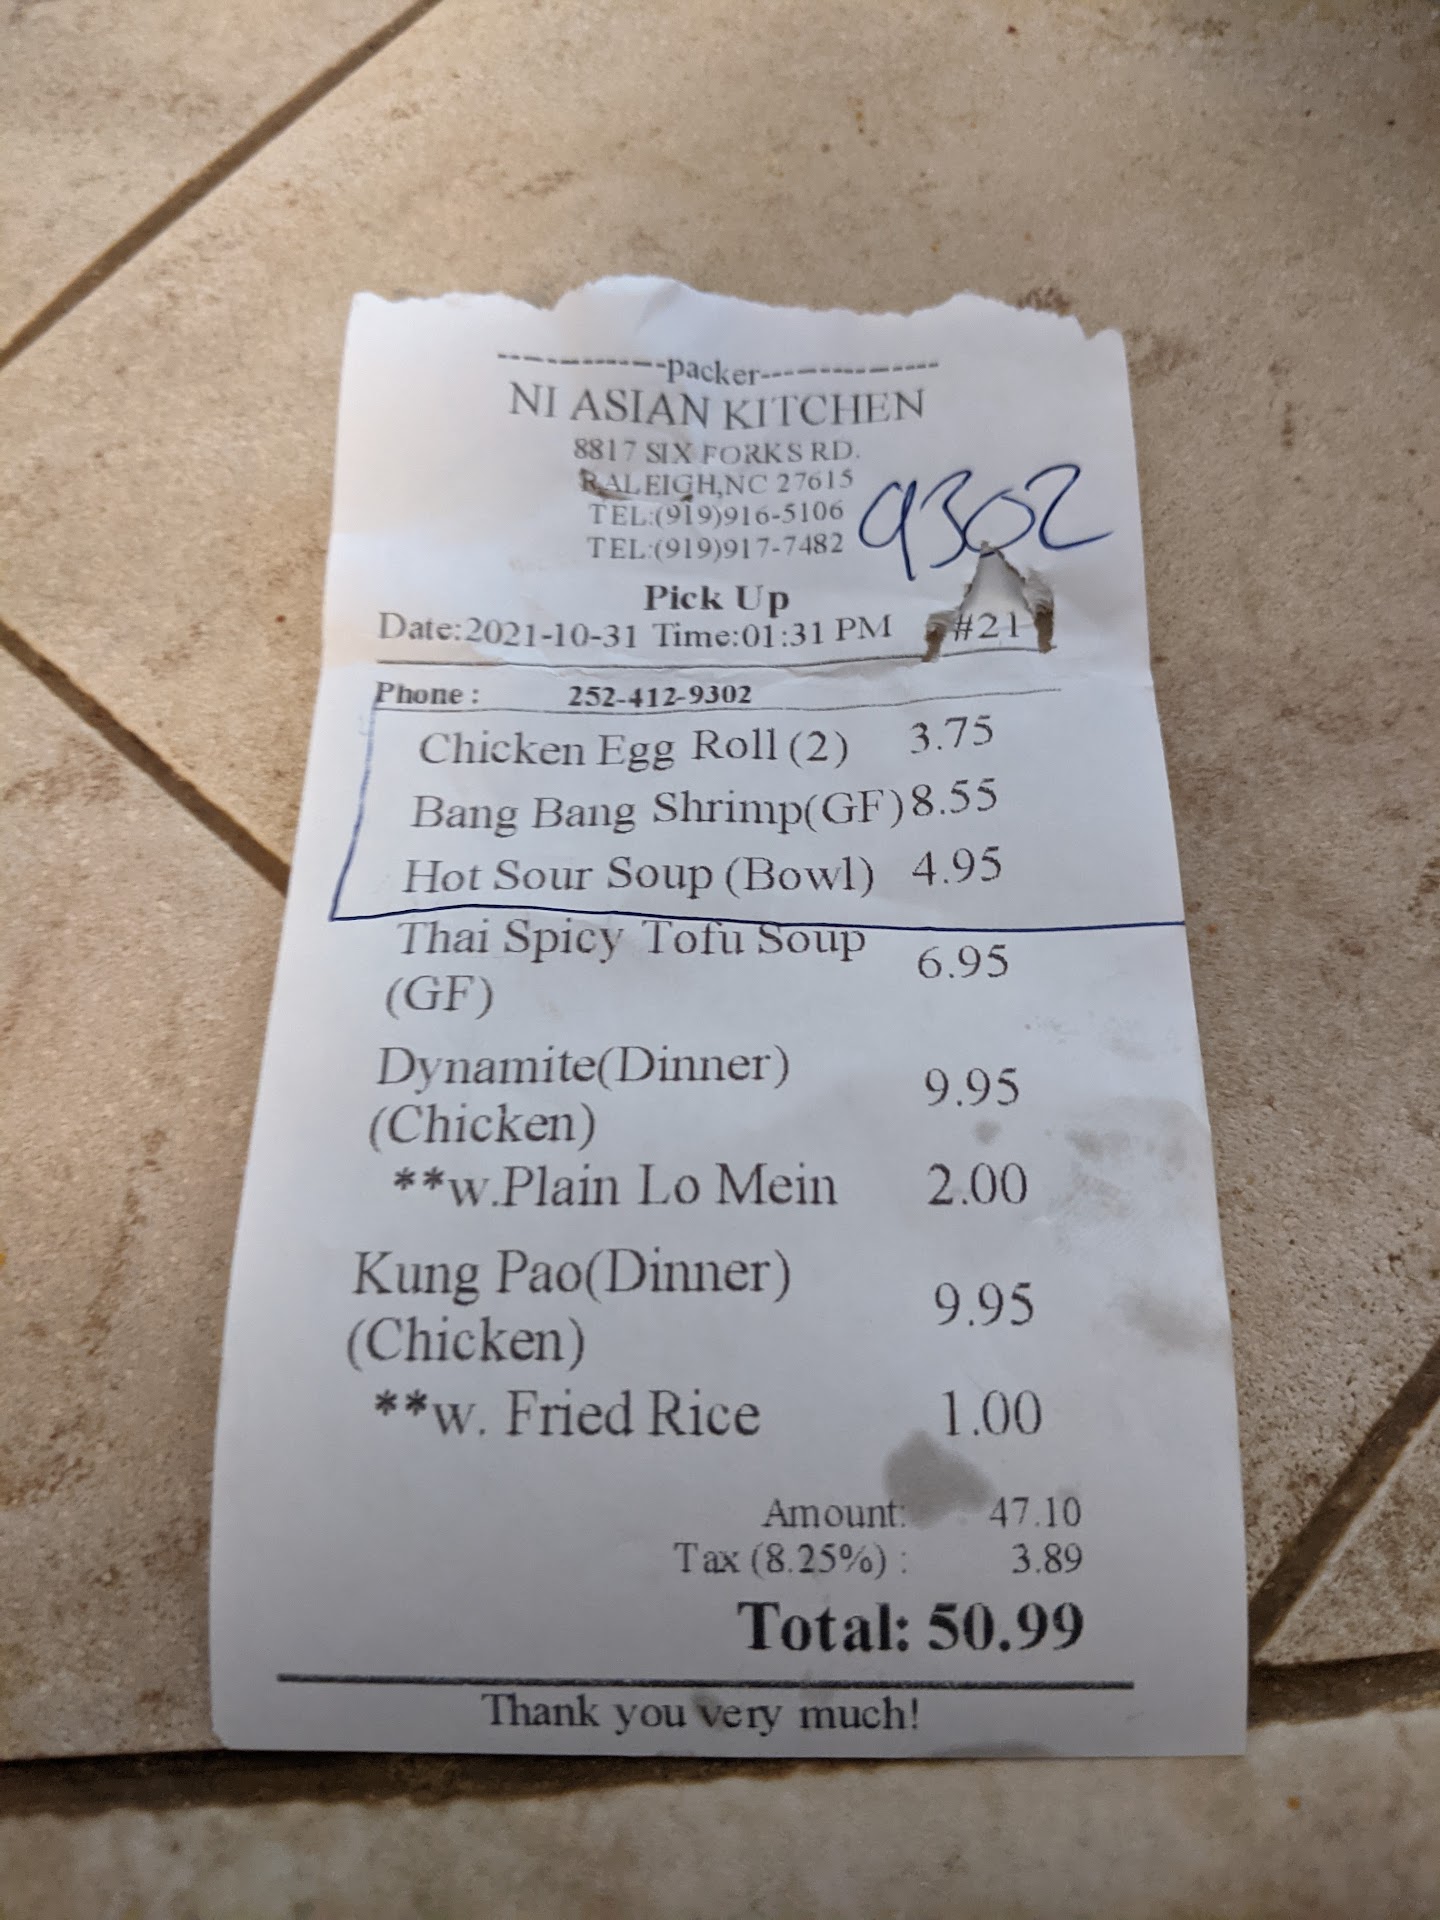 ------------packer-------------
NI ASIAN KITCHEN
8817 SIX FORKS RD.
RALEIGH,NC 27615
TEL:(919)916-5106
TEL:(919)917-7482
9302
Pick Up
Date:2021-10-31 Time:01:31 PM #21
Phone : 252-412-9302
Chicken Egg Roll (2) 3.75
Bang Bang Shrimp(GF) 8.55
Hot Sour Soup (Bowl) 4.95
Thai Spicy Tofu Soup 6.95
(GF)
Dynamite(Dinner) 9.95
(Chicken)
**w.Plain Lo Mein 2.00
Kung Pao(Dinner) 9.95
(Chicken)
**w. Fried Rice 1.00
Amount: 47.10
Tax (8.25%) : 3.89
Total: 50.99
Thank you very much!